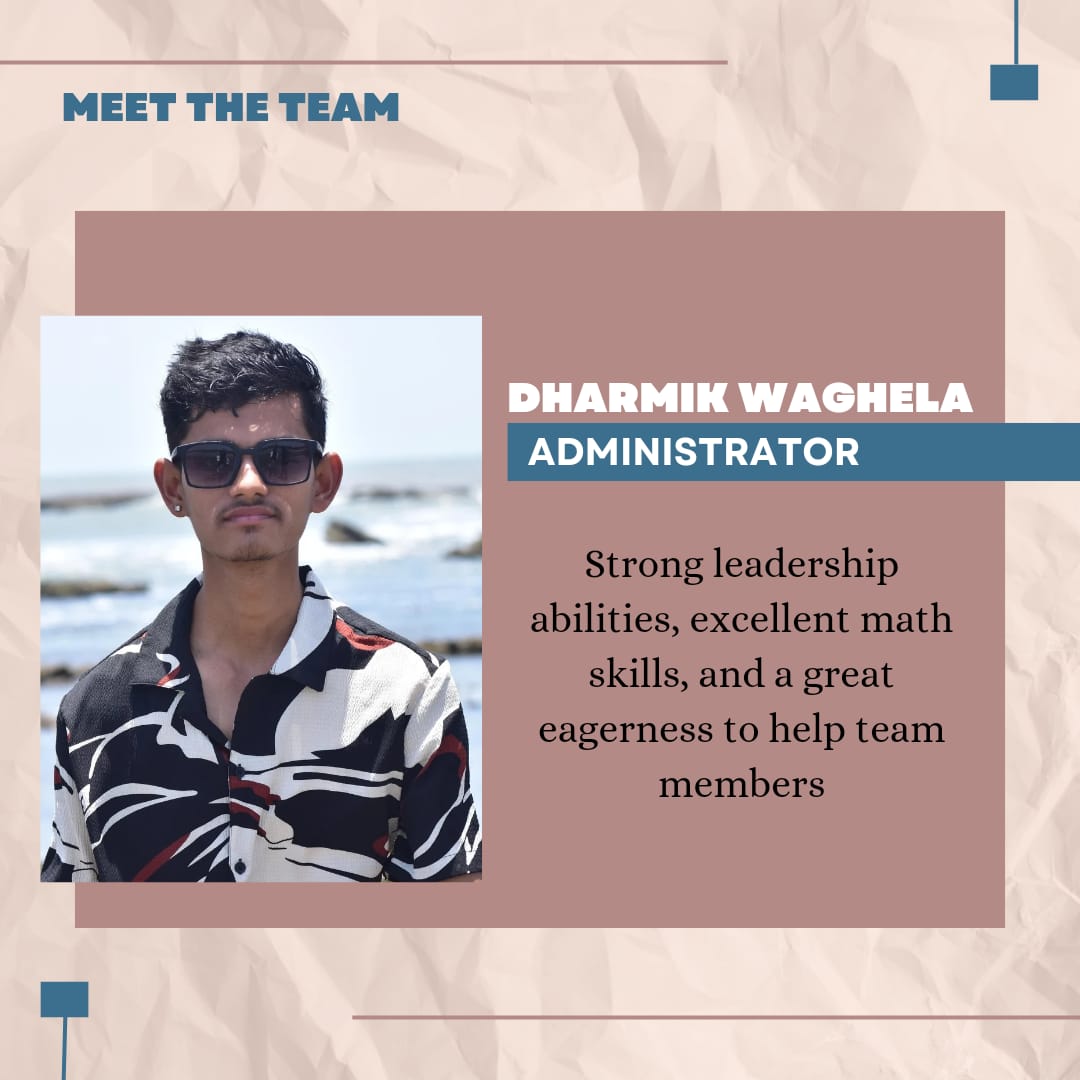 MEET THE TEAM
DHARMIK WAGHELA
ADMINISTRATOR
Strong leadership
abilities, excellent math
skills, and a great
eagerness to help team
members